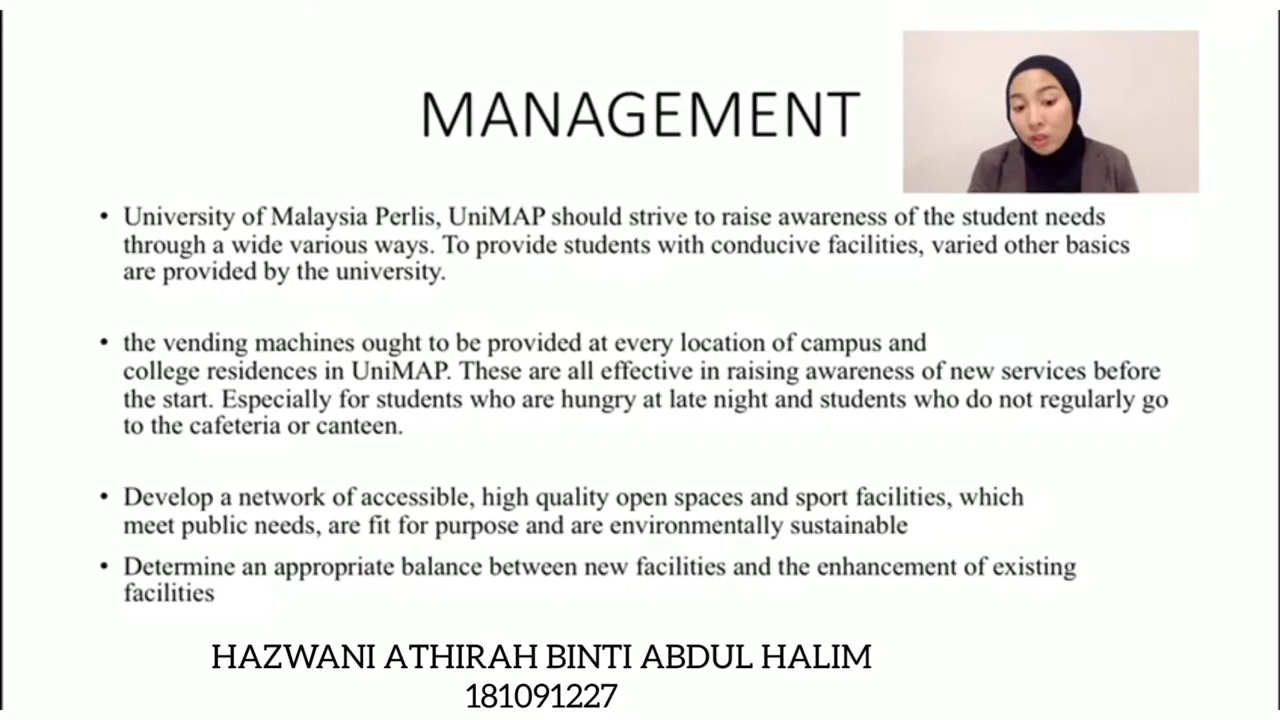 MANAGEMENT
• University of Malaysia Perlis, UniMAP should strive to raise awareness of the student needs
through a wide various ways. To provide students with conducive facilities, varied other basics
are provided by the university.
• the vending machines ought to be provided at every location of campus and
college residences in UniMAP. These are all effective in raising awareness of new services before
the start. Especially for students who are hungry at late night and students who do not regularly go
to the cafeteria or canteen.
• Develop a network of accessible, high quality open spaces and sport facilities, which
meet public needs, are fit for purpose and are environmentally sustainable
• Determine an appropriate balance between new facilities and the enhancement of existing
facilities
HAZWANI ATHIRAH BINTI ABDUL HALIM
181091227